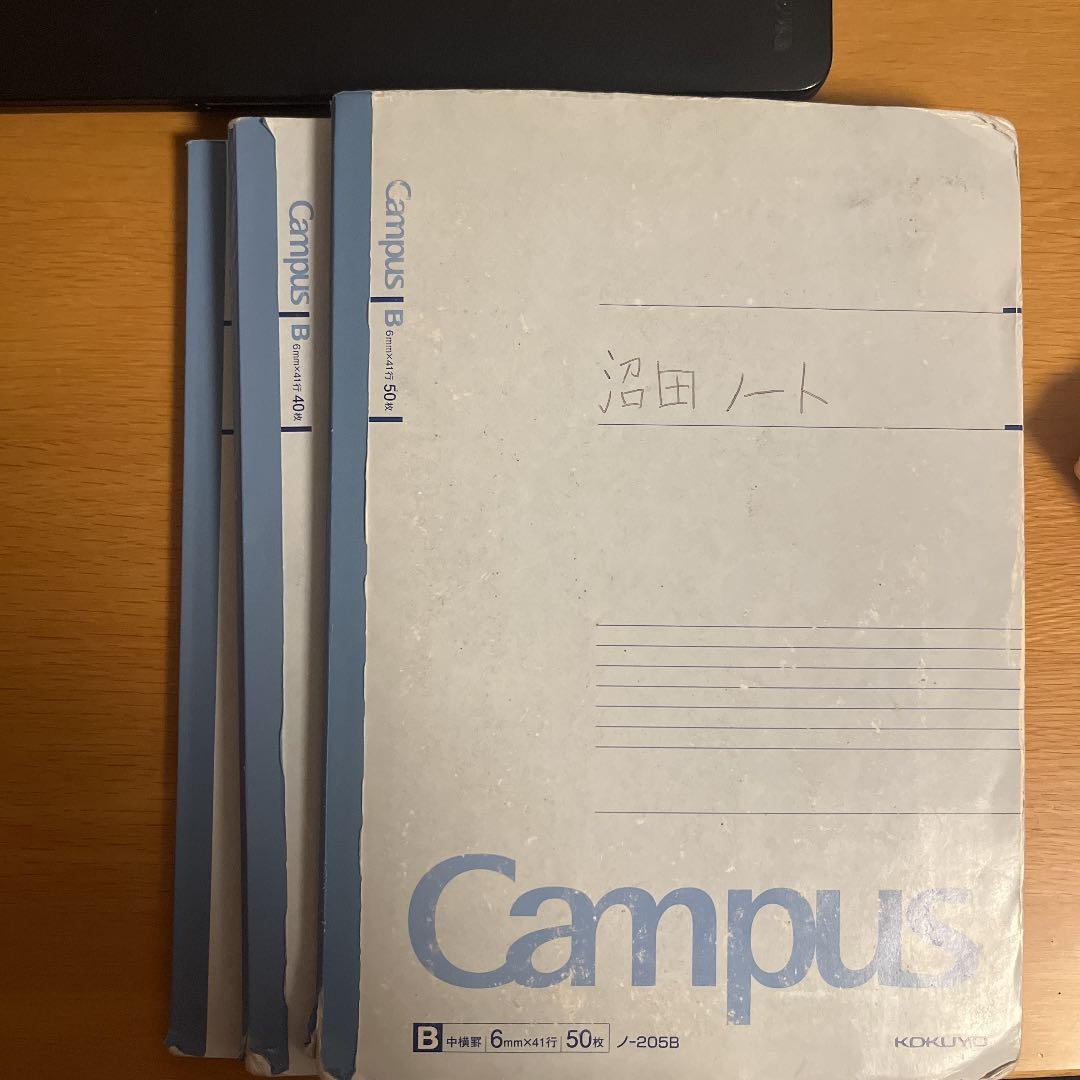 Campus B 6mm×41行 40枚
Campus B 6mm×41行 50枚
沼田 ノート
Campus
B 中横罫 6mm×41行 50枚 ノ-205B
KOKUYO